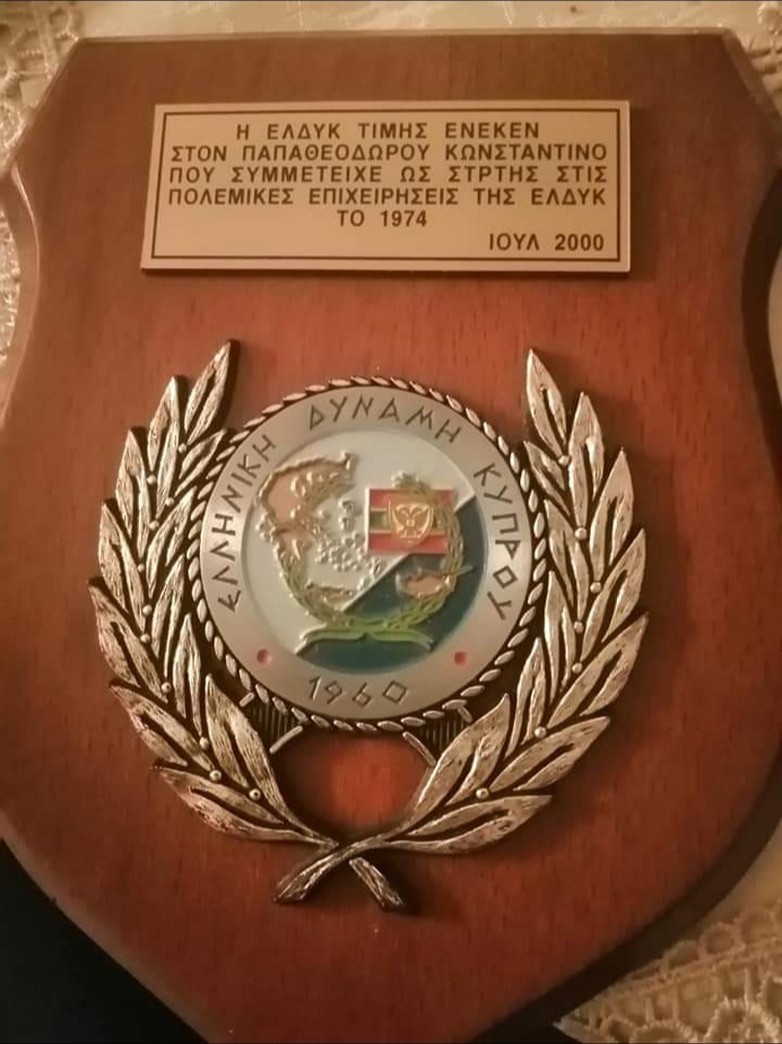 Η ΕΛΔΥΚ ΤΙΜΗΣ ΕΝΕΚΕΝ
ΣΤΟΝ ΠΑΠΑΘΕΟΔΩΡΟΥ ΚΩΝΣΤΑΝΤΙΝΟ
ΠΟΥ ΣΥΜΜΕΤΕΙΧΕ ΩΣ ΣΤΡΤΗΣ ΣΤΙΣ
ΠΟΛΕΜΙΚΕΣ ΕΠΙΧΕΙΡΗΣΕΙΣ ΤΗΣ ΕΛΔΥΚ
ΤΟ 1974
ΙΟΥΛ 2000
ΕΛΛΗΝΙΚΗ ΔΥΝΑΜΗ ΚΥΠΡΟΥ
1960